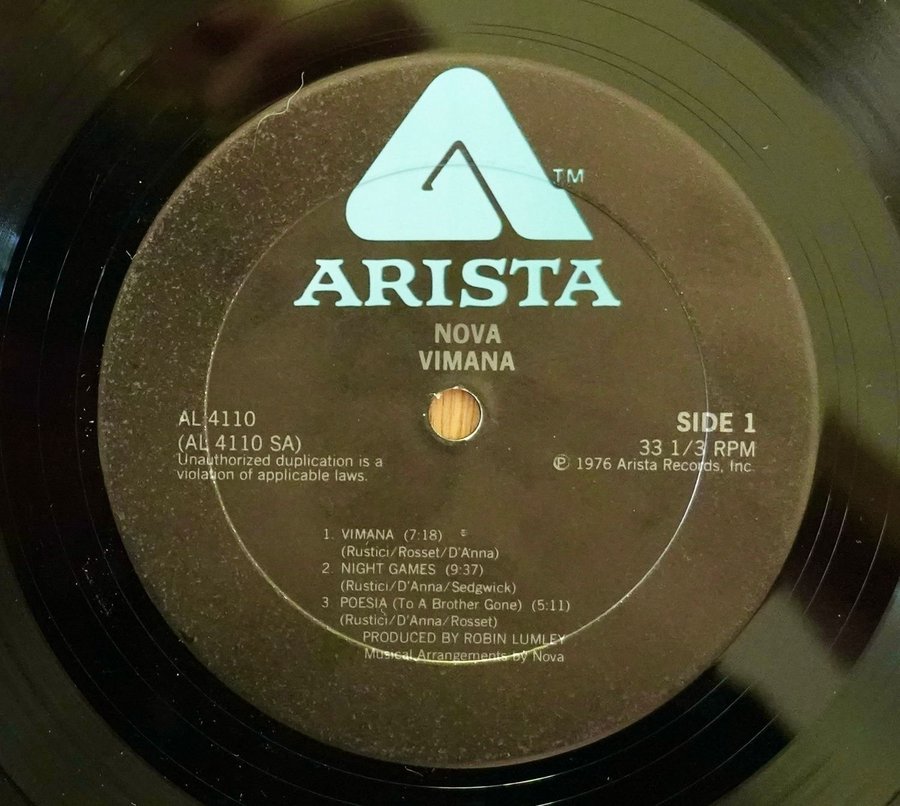 TM
ARISTA
NOVA
VIMANA
AL 4110
(AL 4110 SA)
Unauthorized duplication is a
violation of applicable laws.
SIDE 1
33 1/3 RPM
℗ 1976 Arista Records, Inc.
1. VIMANA (7:18)
(Rustici/Rosset/D'Anna)
2. NIGHT GAMES (9:37)
(Rustici/D'Anna/Sedgwick)
3 POESIA (To A Brother Gone) (5:11)
(Rustici/D'Anna/Rosset)
PRODUCED BY ROBIN LUMLEY
Musical Arrangements by Nova